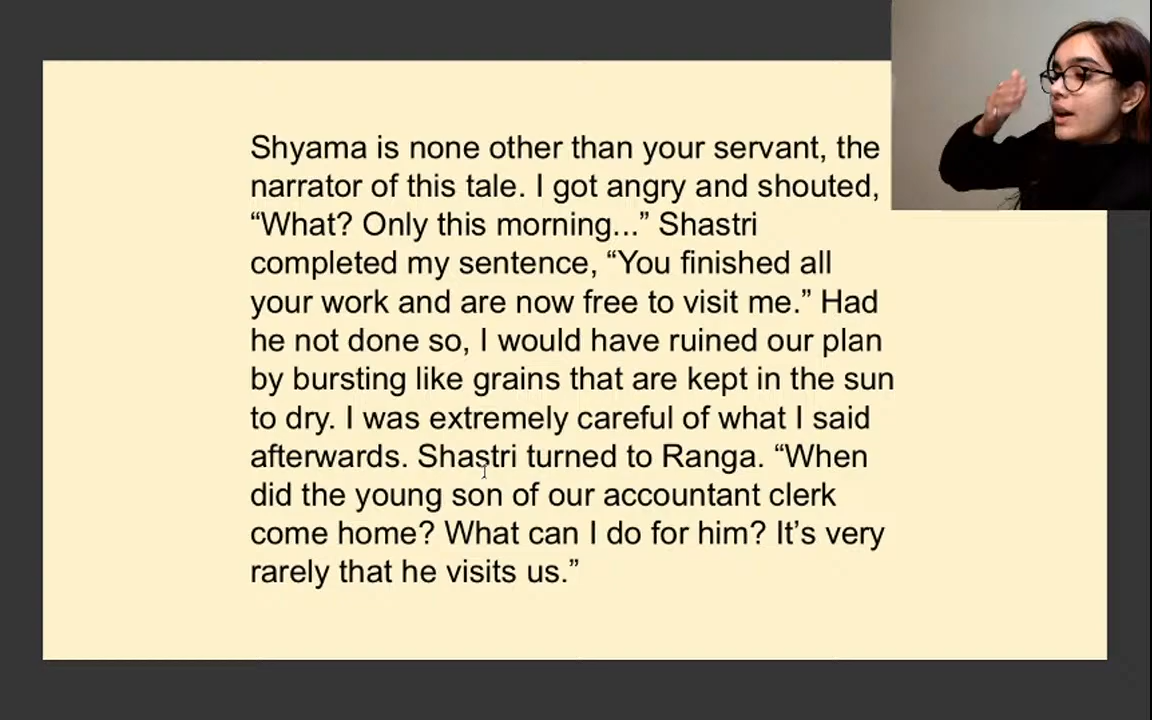 Shyama is none other than your servant, the
narrator of this tale. I got angry and shouted,
“What? Only this morning...” Shastri
completed my sentence, “You finished all
your work and are now free to visit me.” Had
he not done so, I would have ruined our plan
by bursting like grains that are kept in the sun
to dry. I was extremely careful of what I said
afterwards. Shastri turned to Ranga. “When
did the young son of our accountant clerk
come home? What can I do for him? It’s very
rarely that he visits us.”